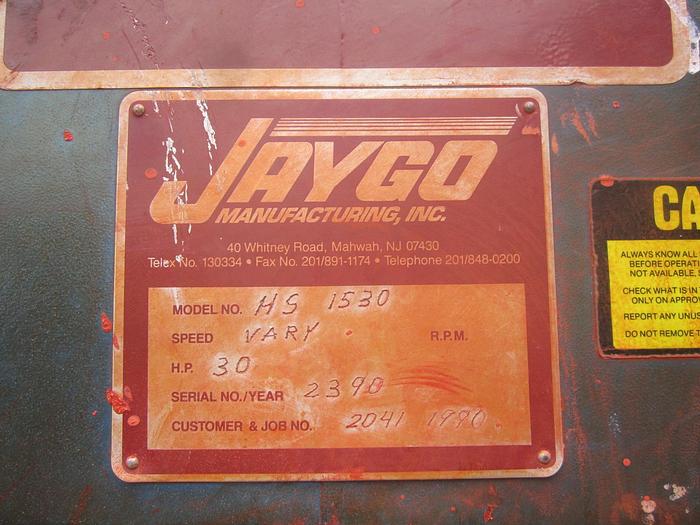 JAYGO
MANUFACTURING, INC.
40 Whitney Road, Mahwah, NJ 07430
Telex No. 130334 • Fax No. 201/891-1174 • Telephone 201/848-0200
MODEL NO. HS 1530
SPEED VARY R.P.M.
H.P. 30
SERIAL NO./YEAR 2390
CUSTOMER & JOB NO. 2041 1990
CA
ALWAYS KNOW ALL
BEFORE OPERATI
NOT AVAILABLE,
CHECK WHAT IS IN
ONLY ON APPROV
REPORT ANY UNUS
DO NOT REMOVE T